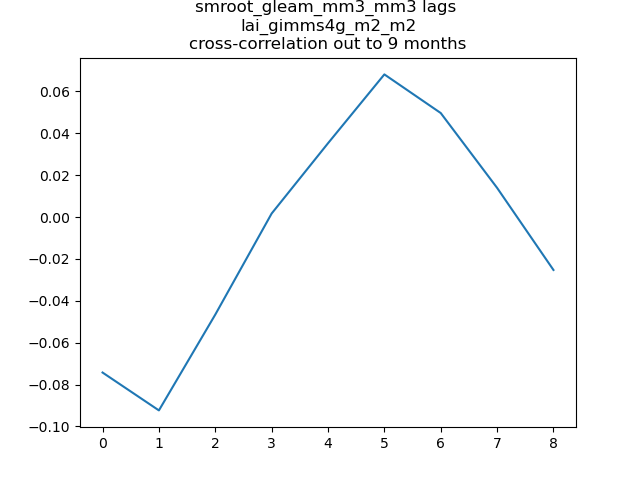 smroot_gleam_mm3_mm3 lags
lai_gimms4g_m2_m2
cross-correlation out to 9 months
0.06
0.04
0.02
0.00
−0.02
−0.04
−0.06
−0.08
−0.10
0 1 2 3 4 5 6 7 8